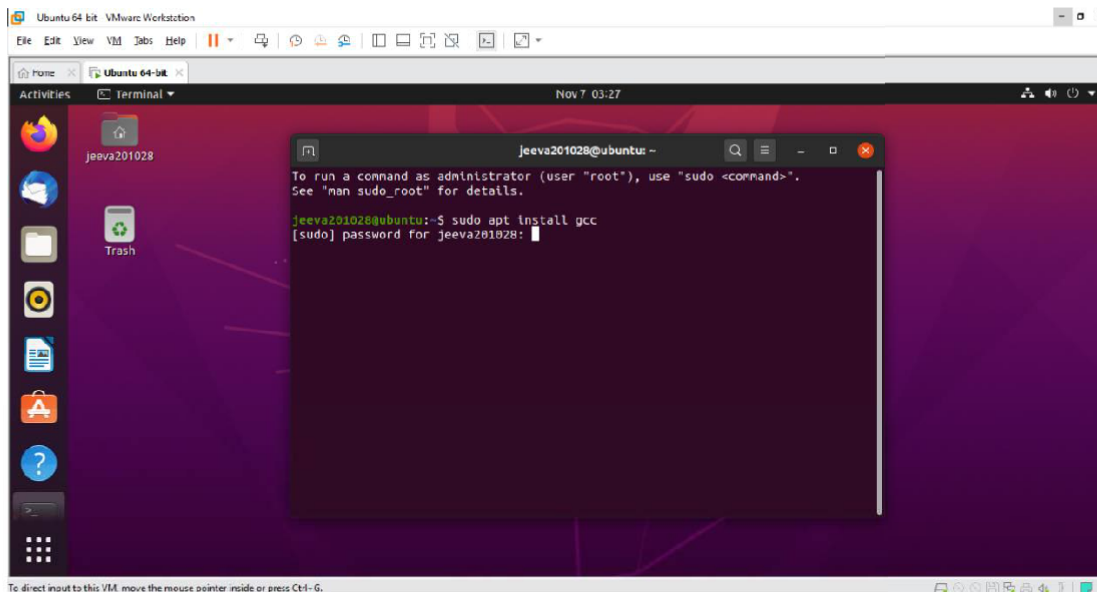 Ubuntu 64 bit VMware Workstation
File Edit View VM Tabs Help
Home
Ubuntu 64-bit
Activities
Terminal
Nov 7 03:27
jeeva201028
Trash
jeeva201028@ubuntu: ~
To run a command as administrator (user "root"), use "sudo <command>".
See "man sudo_root" for details.
jeeva201028@ubuntu:~$ sudo apt install gcc
[sudo] password for jeeva201028:
To direct input to this VM, move the mouse pointer inside or press Ctrl+G.